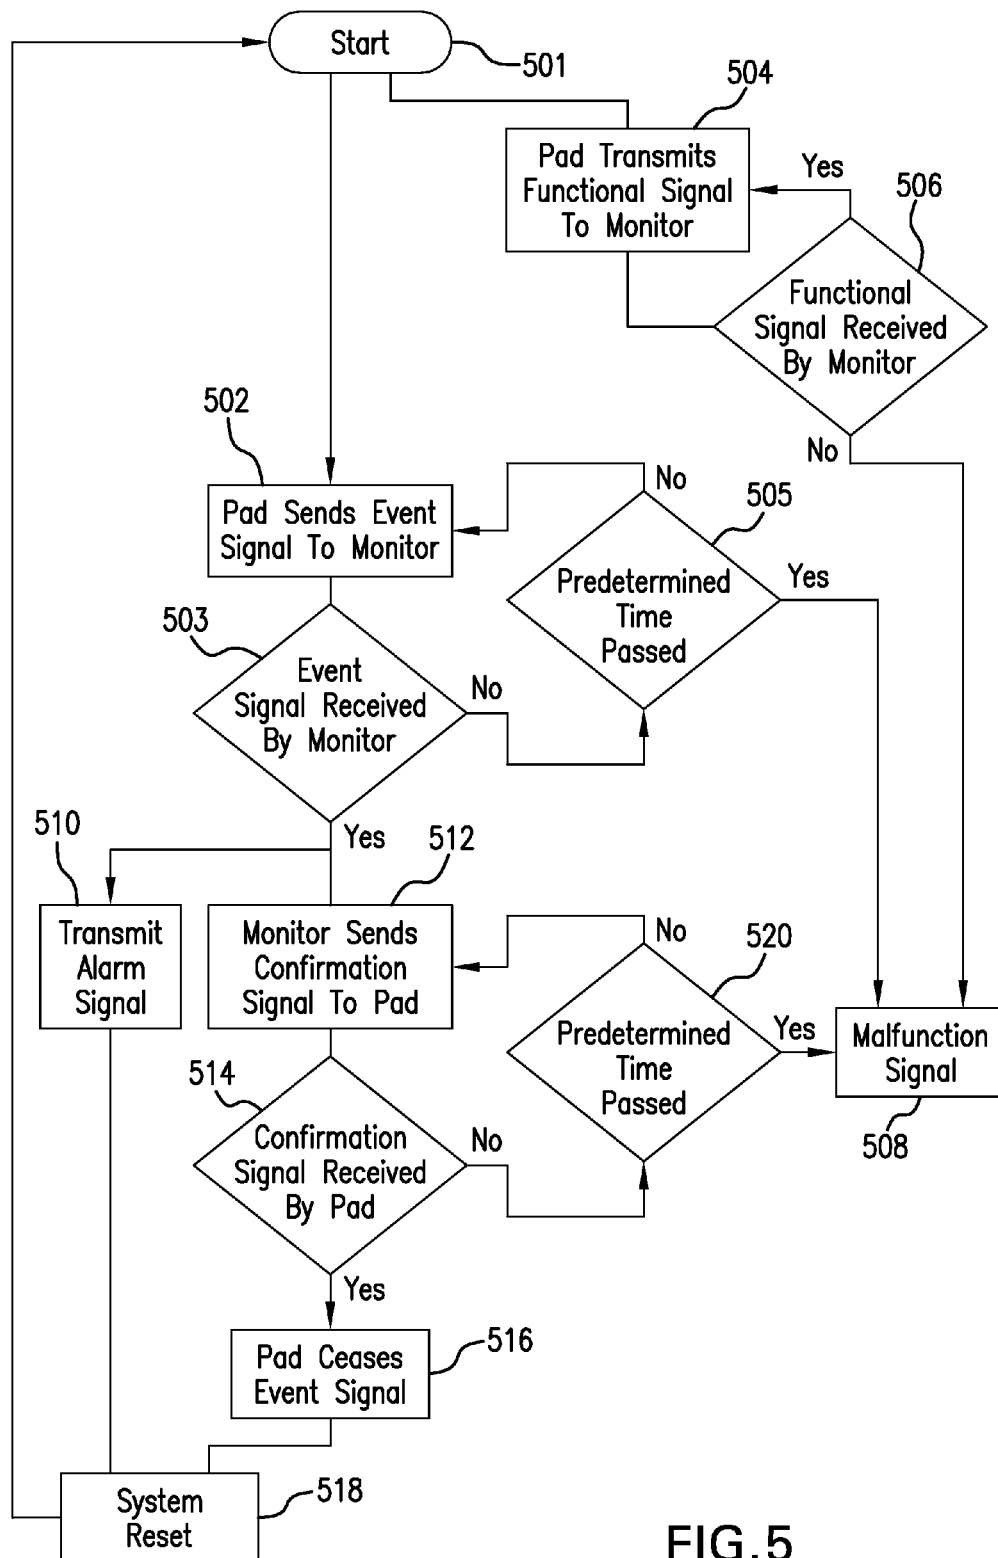 Start
501
504
Pad Transmits
Functional Signal
To Monitor
Yes
506
Functional
Signal Received
By Monitor
No
502
Pad Sends Event
Signal To Monitor
No
505
Predetermined
Time
Passed
Yes
503
Event
Signal Received
By Monitor
No
Yes
510
Transmit
Alarm
Signal
512
Monitor Sends
Confirmation
Signal To Pad
No
520
Predetermined
Time
Passed
Yes
Malfunction
Signal
508
514
Confirmation
Signal Received
By Pad
No
Yes
Pad Ceases
Event Signal
516
System
Reset
518
FIG.5